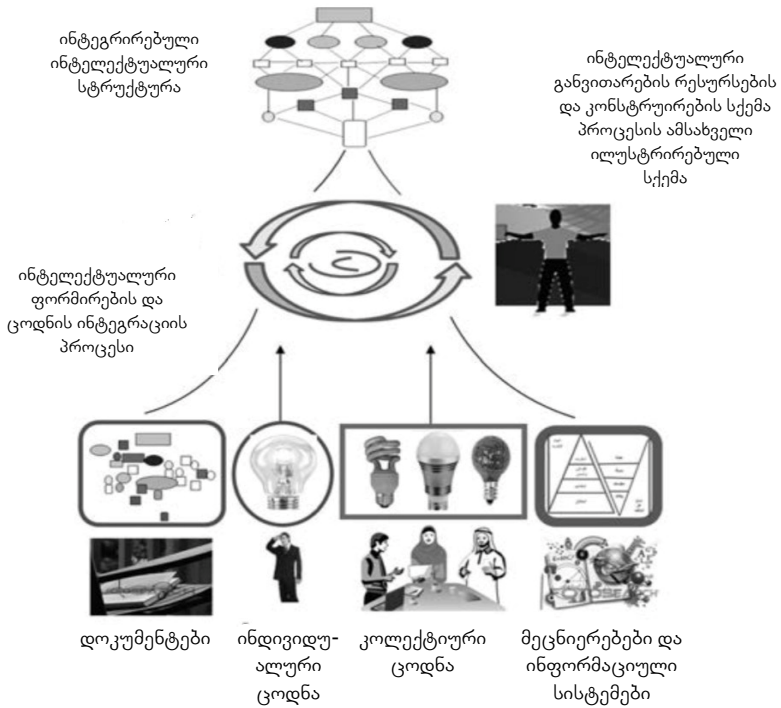 ინტეგრირებული
ინტელექტუალური
სტრუქტურა
ინტელექტუალური
განვითარების რესურსების
და კონსტრუირების სქემა
პროცესის ამსახველი
ილუსტრირებული
სქემა
ინტელექტუალური
ფორმირების და
ცოდნის ინტეგრაციის
პროცესი
დოკუმენტები
ინდივიდუ-
ალური
ცოდნა
კოლექტიური
ცოდნა
მეცნიერებები და
ინფორმაციული
სისტემები